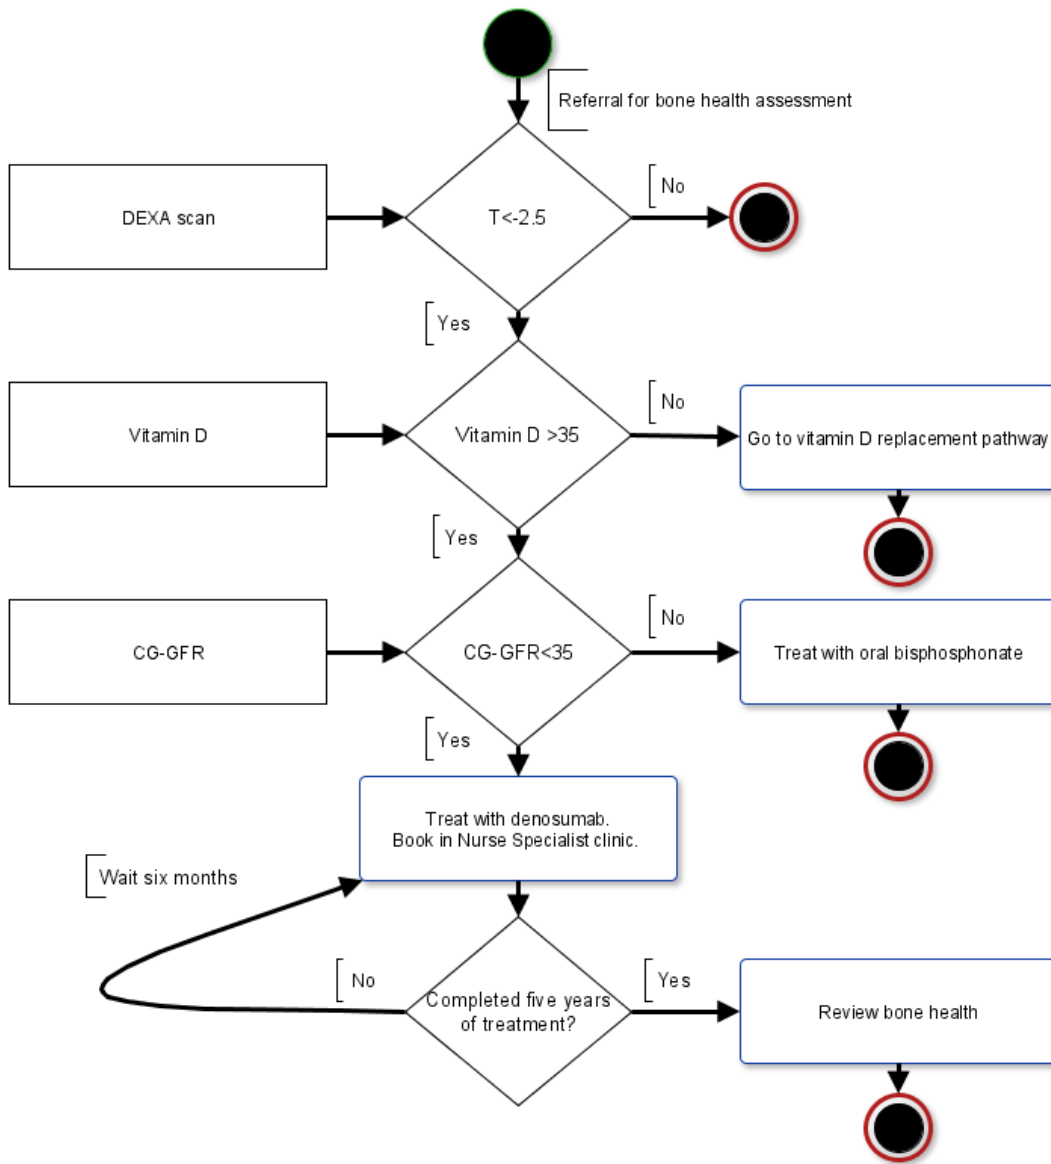 Referral for bone health assessment
DEXA scan
T<-2.5
No
Yes
Vitamin D
Vitamin D >35
No
Go to vitamin D replacement pathway
Yes
CG-GFR
CG-GFR<35
No
Treat with oral bisphosphonate
Yes
Treat with denosumab.
Book in Nurse Specialist clinic.
Wait six months
No
Completed five years
of treatment?
Yes
Review bone health